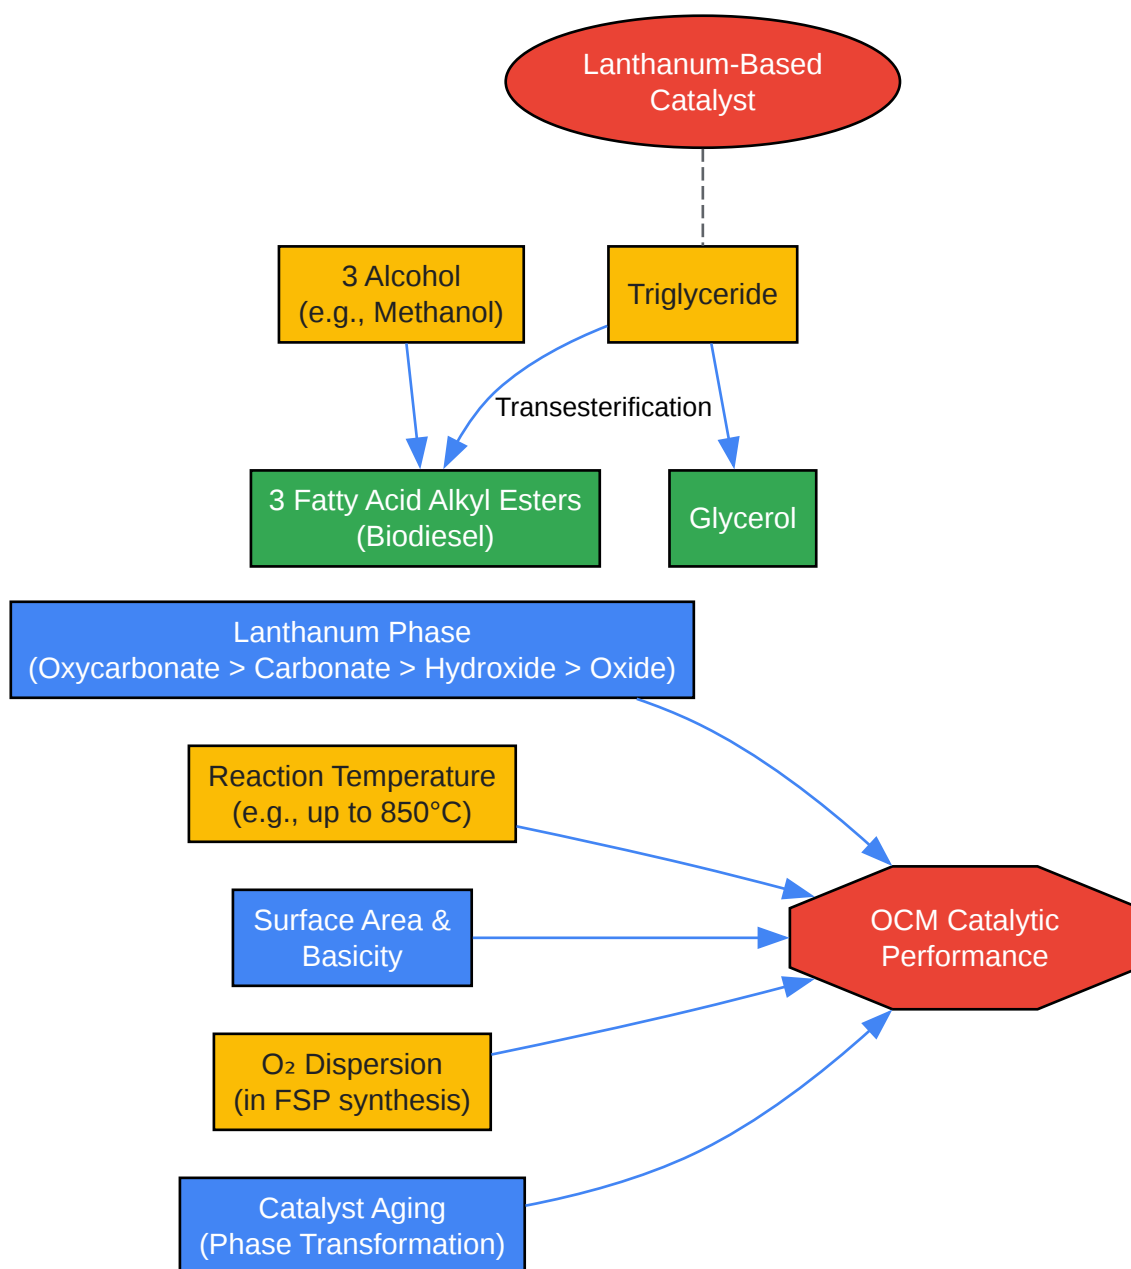 Lanthanum-Based
Catalyst
3 Alcohol
(e.g., Methanol)
Triglyceride
Transesterification
3 Fatty Acid Alkyl Esters
(Biodiesel)
Glycerol
Lanthanum Phase
(Oxycarbonate > Carbonate > Hydroxide > Oxide)
Reaction Temperature
(e.g., up to 850°C)
Surface Area &
Basicity
OCM Catalytic
Performance
O₂ Dispersion
(in FSP synthesis)
Catalyst Aging
(Phase Transformation)